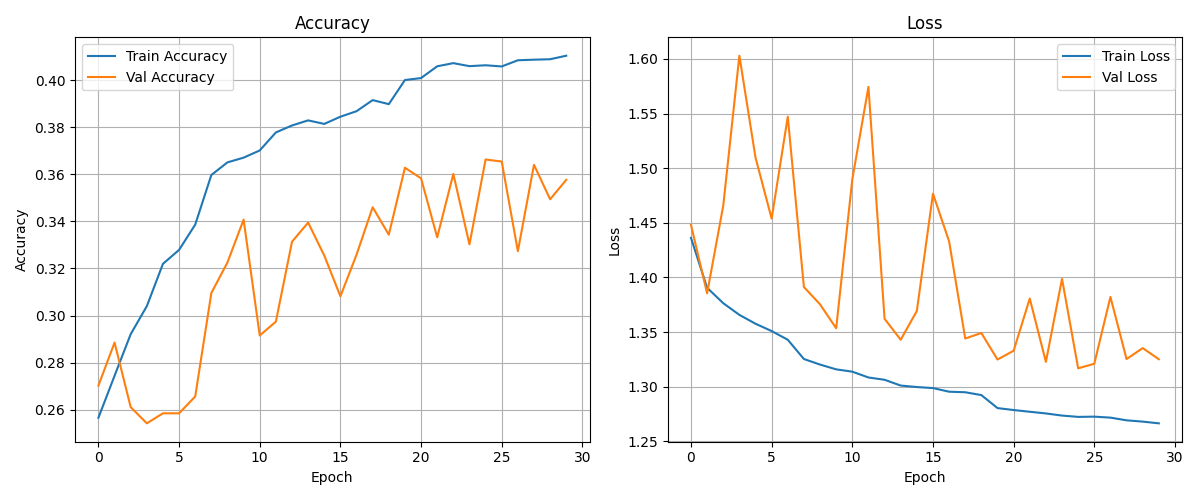 Accuracy
Train Accuracy
Val Accuracy
Accuracy
0.40
0.38
0.36
0.34
0.32
0.30
0.28
0.26
0 5 10 15 20 25 30
Epoch
Loss
Train Loss
Val Loss
Loss
1.60
1.55
1.50
1.45
1.40
1.35
1.30
1.25
0 5 10 15 20 25 30
Epoch